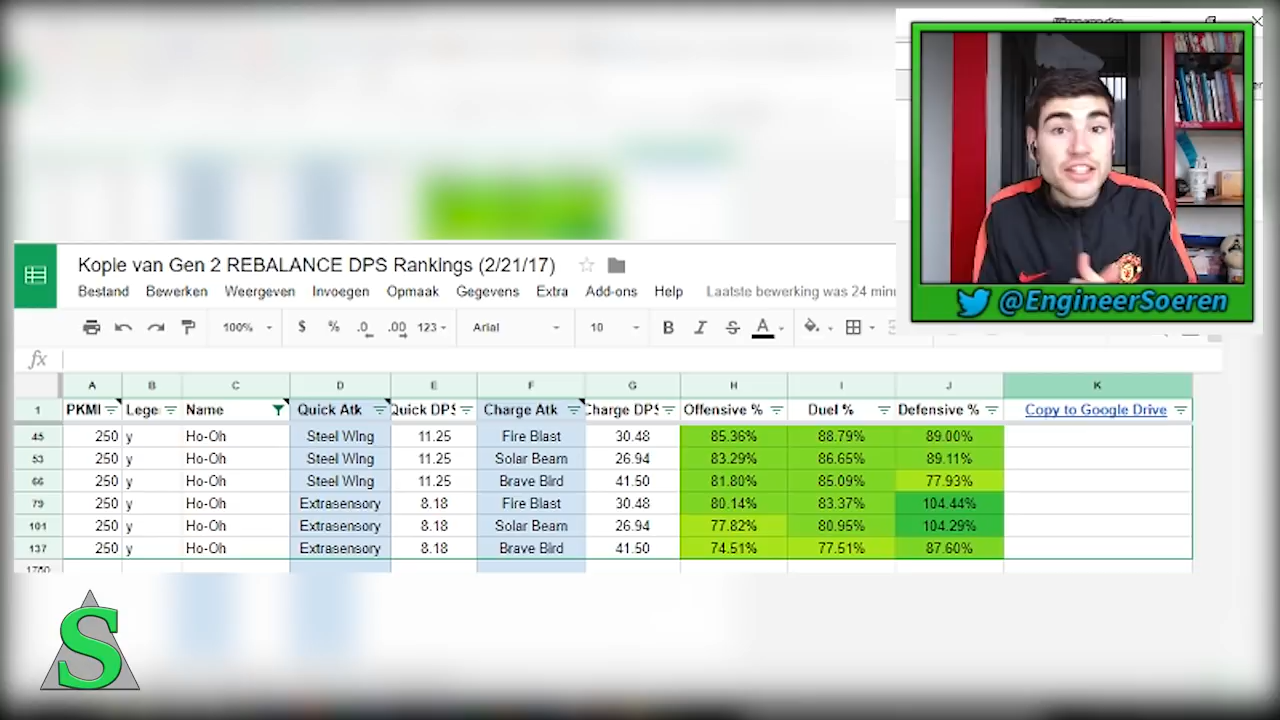 Kopie van Gen 2 REBALANCE DPS Rankings (2/21/17)
Bestand Bewerken Weergeven Invoegen Opmaak Gegevens Extra Add-ons Help Laatste bewerking was 24
100% $ % .0 .00 123 Arial 10 B I S A
fx
A B C D E F G H I J K
1 PKM Lege Name Quick Atk Quick DPS Charge Atk Charge DPS Offensive % Duel % Defensive % Copy to Google Drive
45 250 y Ho-Oh Steel Wing 11.25 Fire Blast 30.48 85.36% 88.79% 89.00%
53 250 y Ho-Oh Steel Wing 11.25 Solar Beam 26.94 83.29% 86.65% 89.11%
66 250 y Ho-Oh Steel Wing 11.25 Brave Bird 41.50 81.80% 85.09% 77.93%
79 250 y Ho-Oh Extrasensory 8.18 Fire Blast 30.48 80.14% 83.37% 104.44%
101 250 y Ho-Oh Extrasensory 8.18 Solar Beam 26.94 77.82% 80.95% 104.29%
137 250 y Ho-Oh Extrasensory 8.18 Brave Bird 41.50 74.51% 77.51% 87.60%
@EngineerSoeren
S